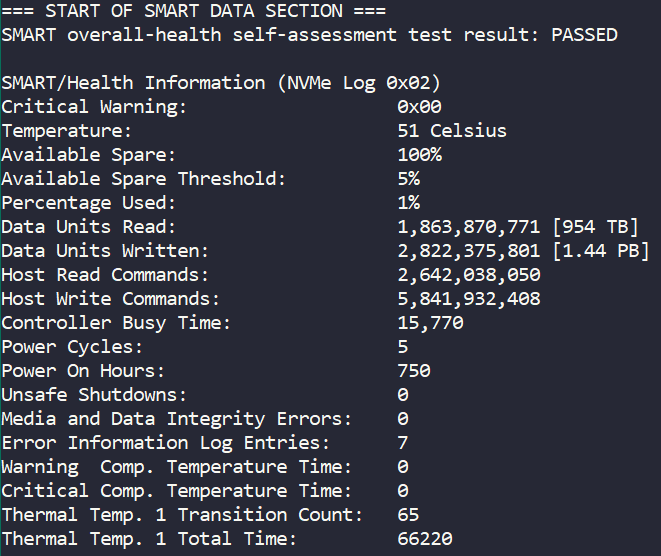 === START OF SMART DATA SECTION ===
SMART overall-health self-assessment test result: PASSED

SMART/Health Information (NVMe Log 0x02)
Critical Warning:                   0x00
Temperature:                        51 Celsius
Available Spare:                    100%
Available Spare Threshold:          5%
Percentage Used:                    1%
Data Units Read:                    1,863,870,771 [954 TB]
Data Units Written:                 2,822,375,801 [1.44 PB]
Host Read Commands:                 2,642,038,050
Host Write Commands:                5,841,932,408
Controller Busy Time:               15,770
Power Cycles:                       5
Power On Hours:                     750
Unsafe Shutdowns:                   0
Media and Data Integrity Errors:    0
Error Information Log Entries:      7
Warning  Comp. Temperature Time:    0
Critical Comp. Temperature Time:    0
Thermal Temp. 1 Transition Count:   65
Thermal Temp. 1 Total Time:         66220